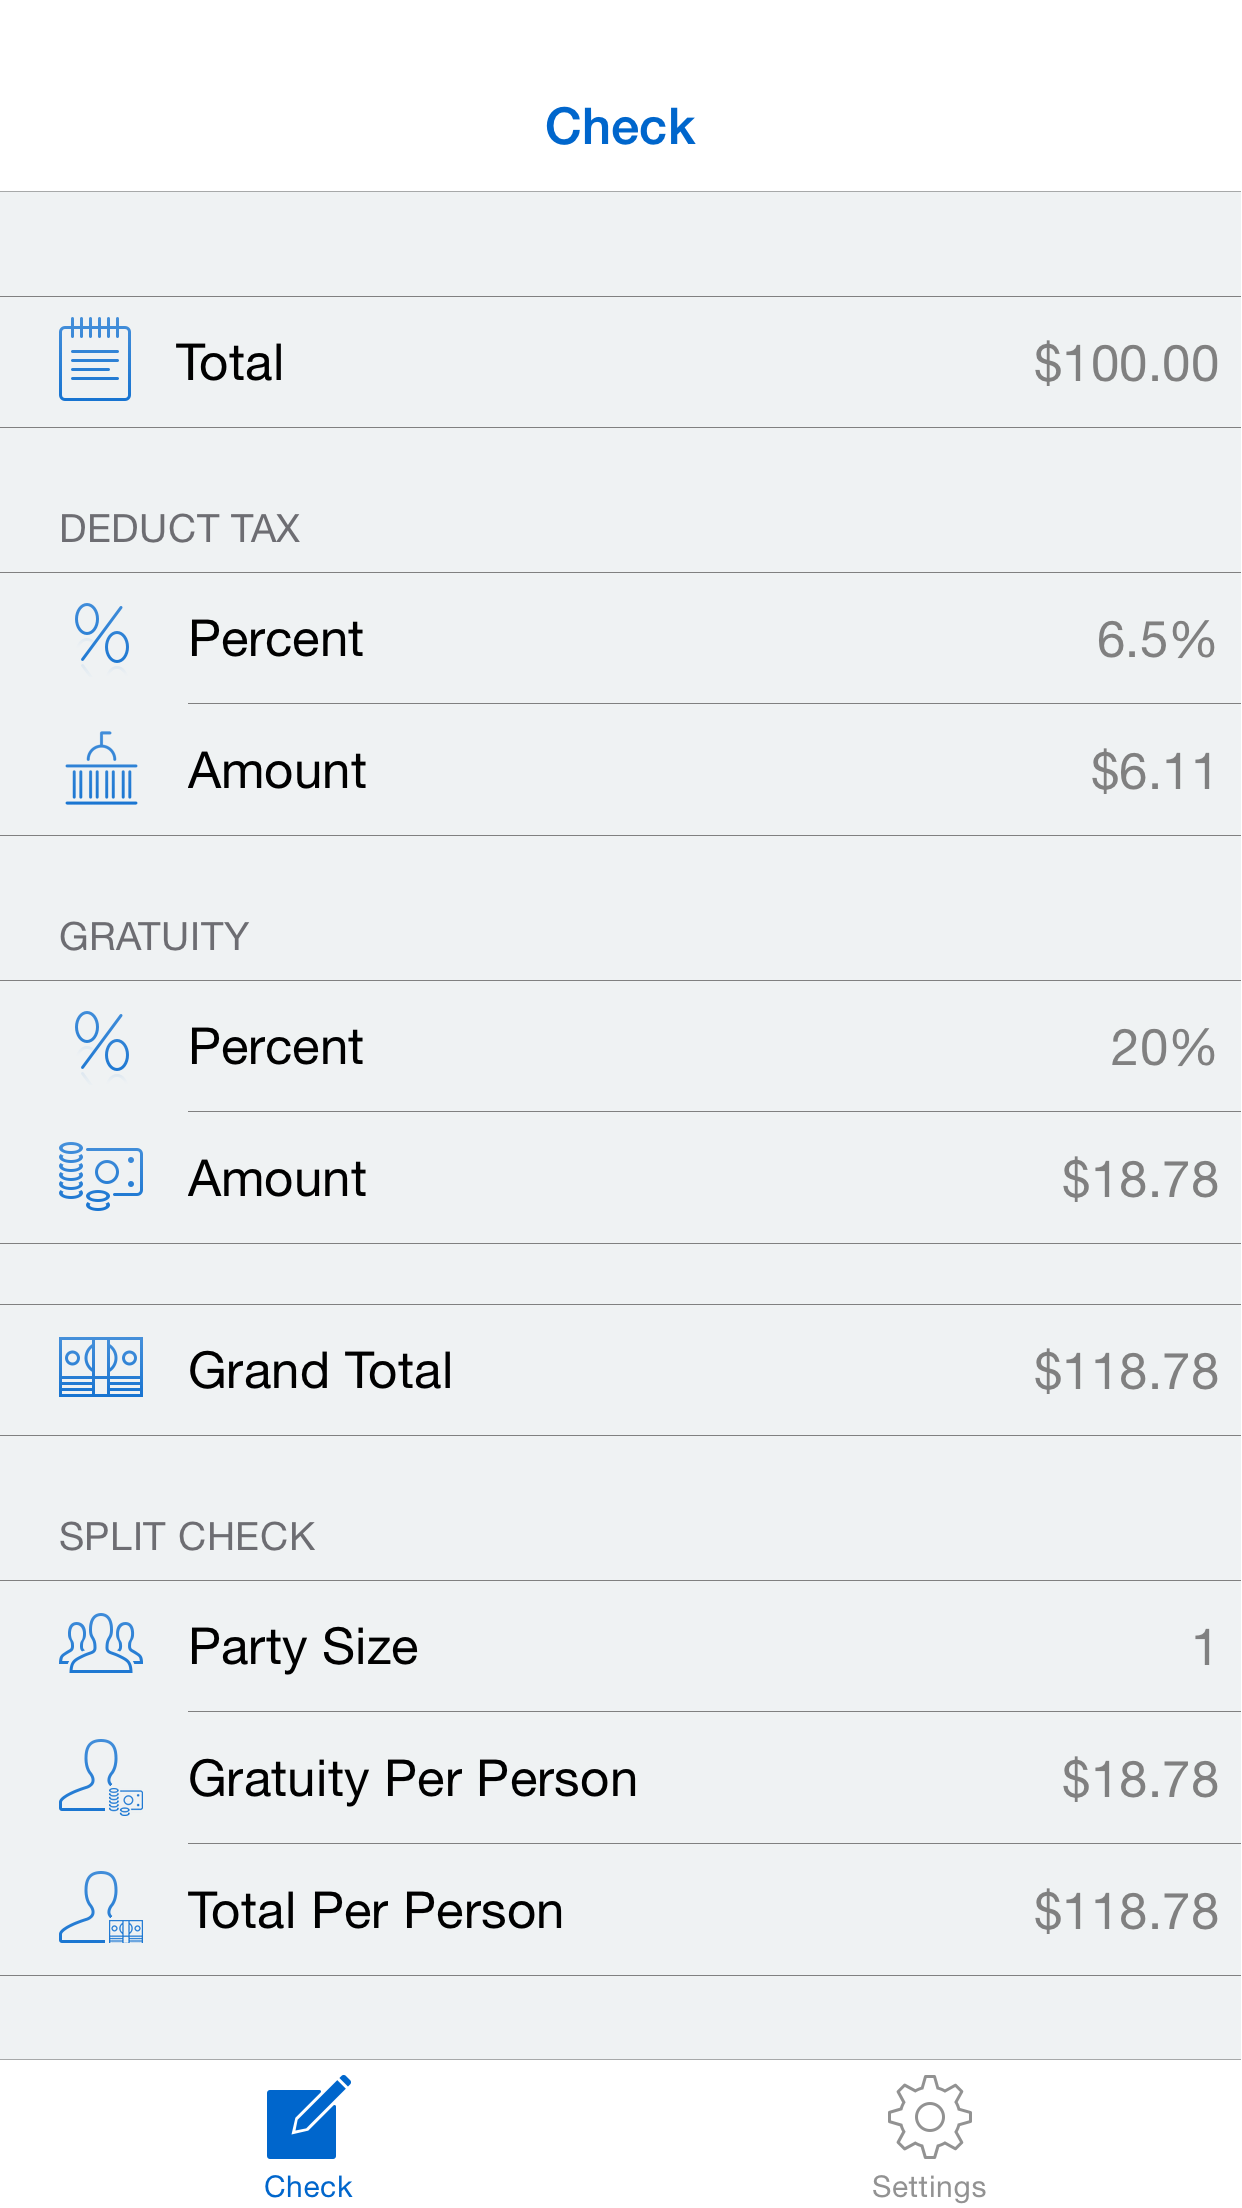 Check
Total $100.00
DEDUCT TAX
Percent 6.5%
Amount $6.11
GRATUITY
Percent 20%
Amount $18.78
Grand Total $118.78
SPLIT CHECK
Party Size 1
Gratuity Per Person $18.78
Total Per Person $118.78
Check Settings